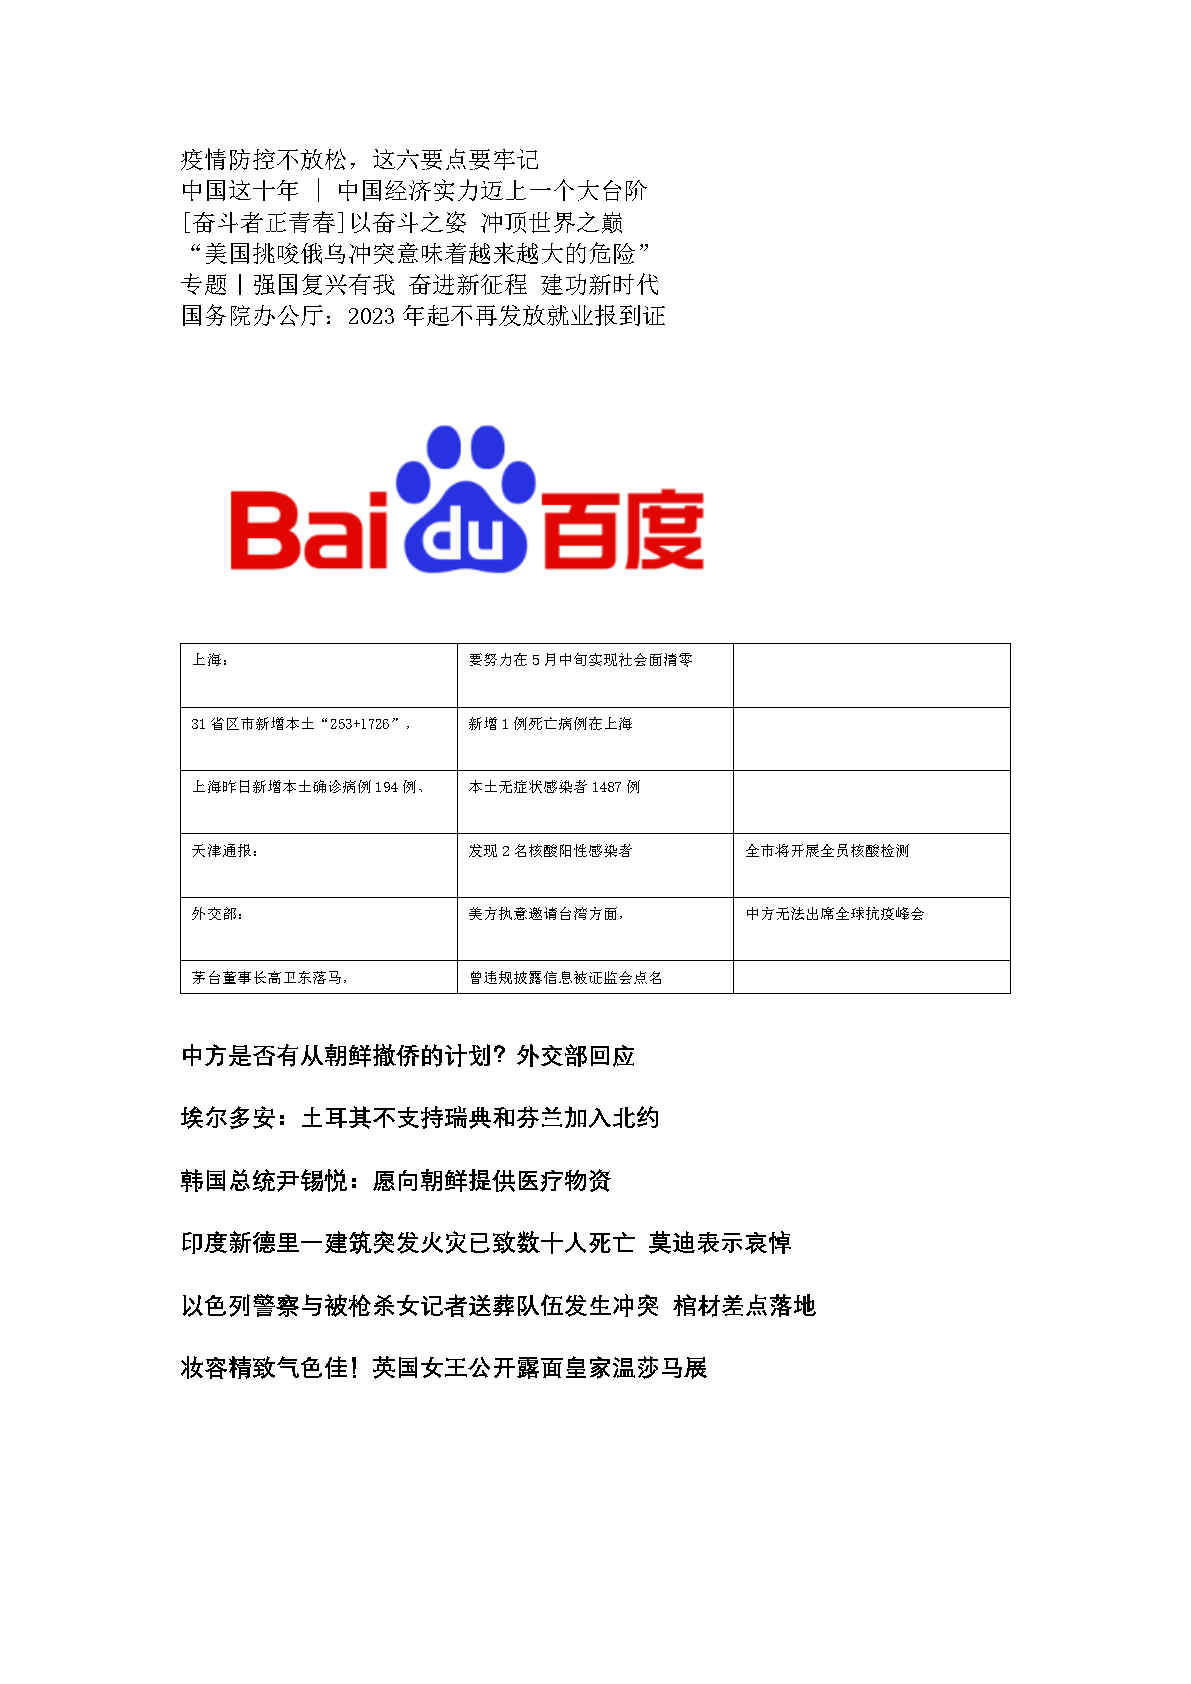 疫情防控不放松，这六要点要牢记
中国这十年 | 中国经济实力迈上一个大台阶
[奋斗者正青春]以奋斗之姿 冲顶世界之巅
“美国挑唆俄乌冲突意味着越来越大的危险”
专题丨强国复兴有我 奋进新征程 建功新时代
国务院办公厅：2023年起不再发放就业报到证
Bai du 百度
上海： 要努力在5月中旬实现社会面清零
31省区市新增本土“253+1726”， 新增1例死亡病例在上海
上海昨日新增本土确诊病例194例、 本土无症状感染者1487例
天津通报： 发现2名核酸阳性感染者 全市将开展全员核酸检测
外交部： 美方执意邀请台湾方面， 中方无法出席全球抗疫峰会
茅台董事长高卫东落马， 曾违规披露信息被证监会点名
中方是否有从朝鲜撤侨的计划？外交部回应
埃尔多安：土耳其不支持瑞典和芬兰加入北约
韩国总统尹锡悦：愿向朝鲜提供医疗物资
印度新德里一建筑突发火灾已致数十人死亡 莫迪表示哀悼
以色列警察与被枪杀女记者送葬队伍发生冲突 棺材差点落地
妆容精致气色佳！英国女王公开露面皇家温莎马展